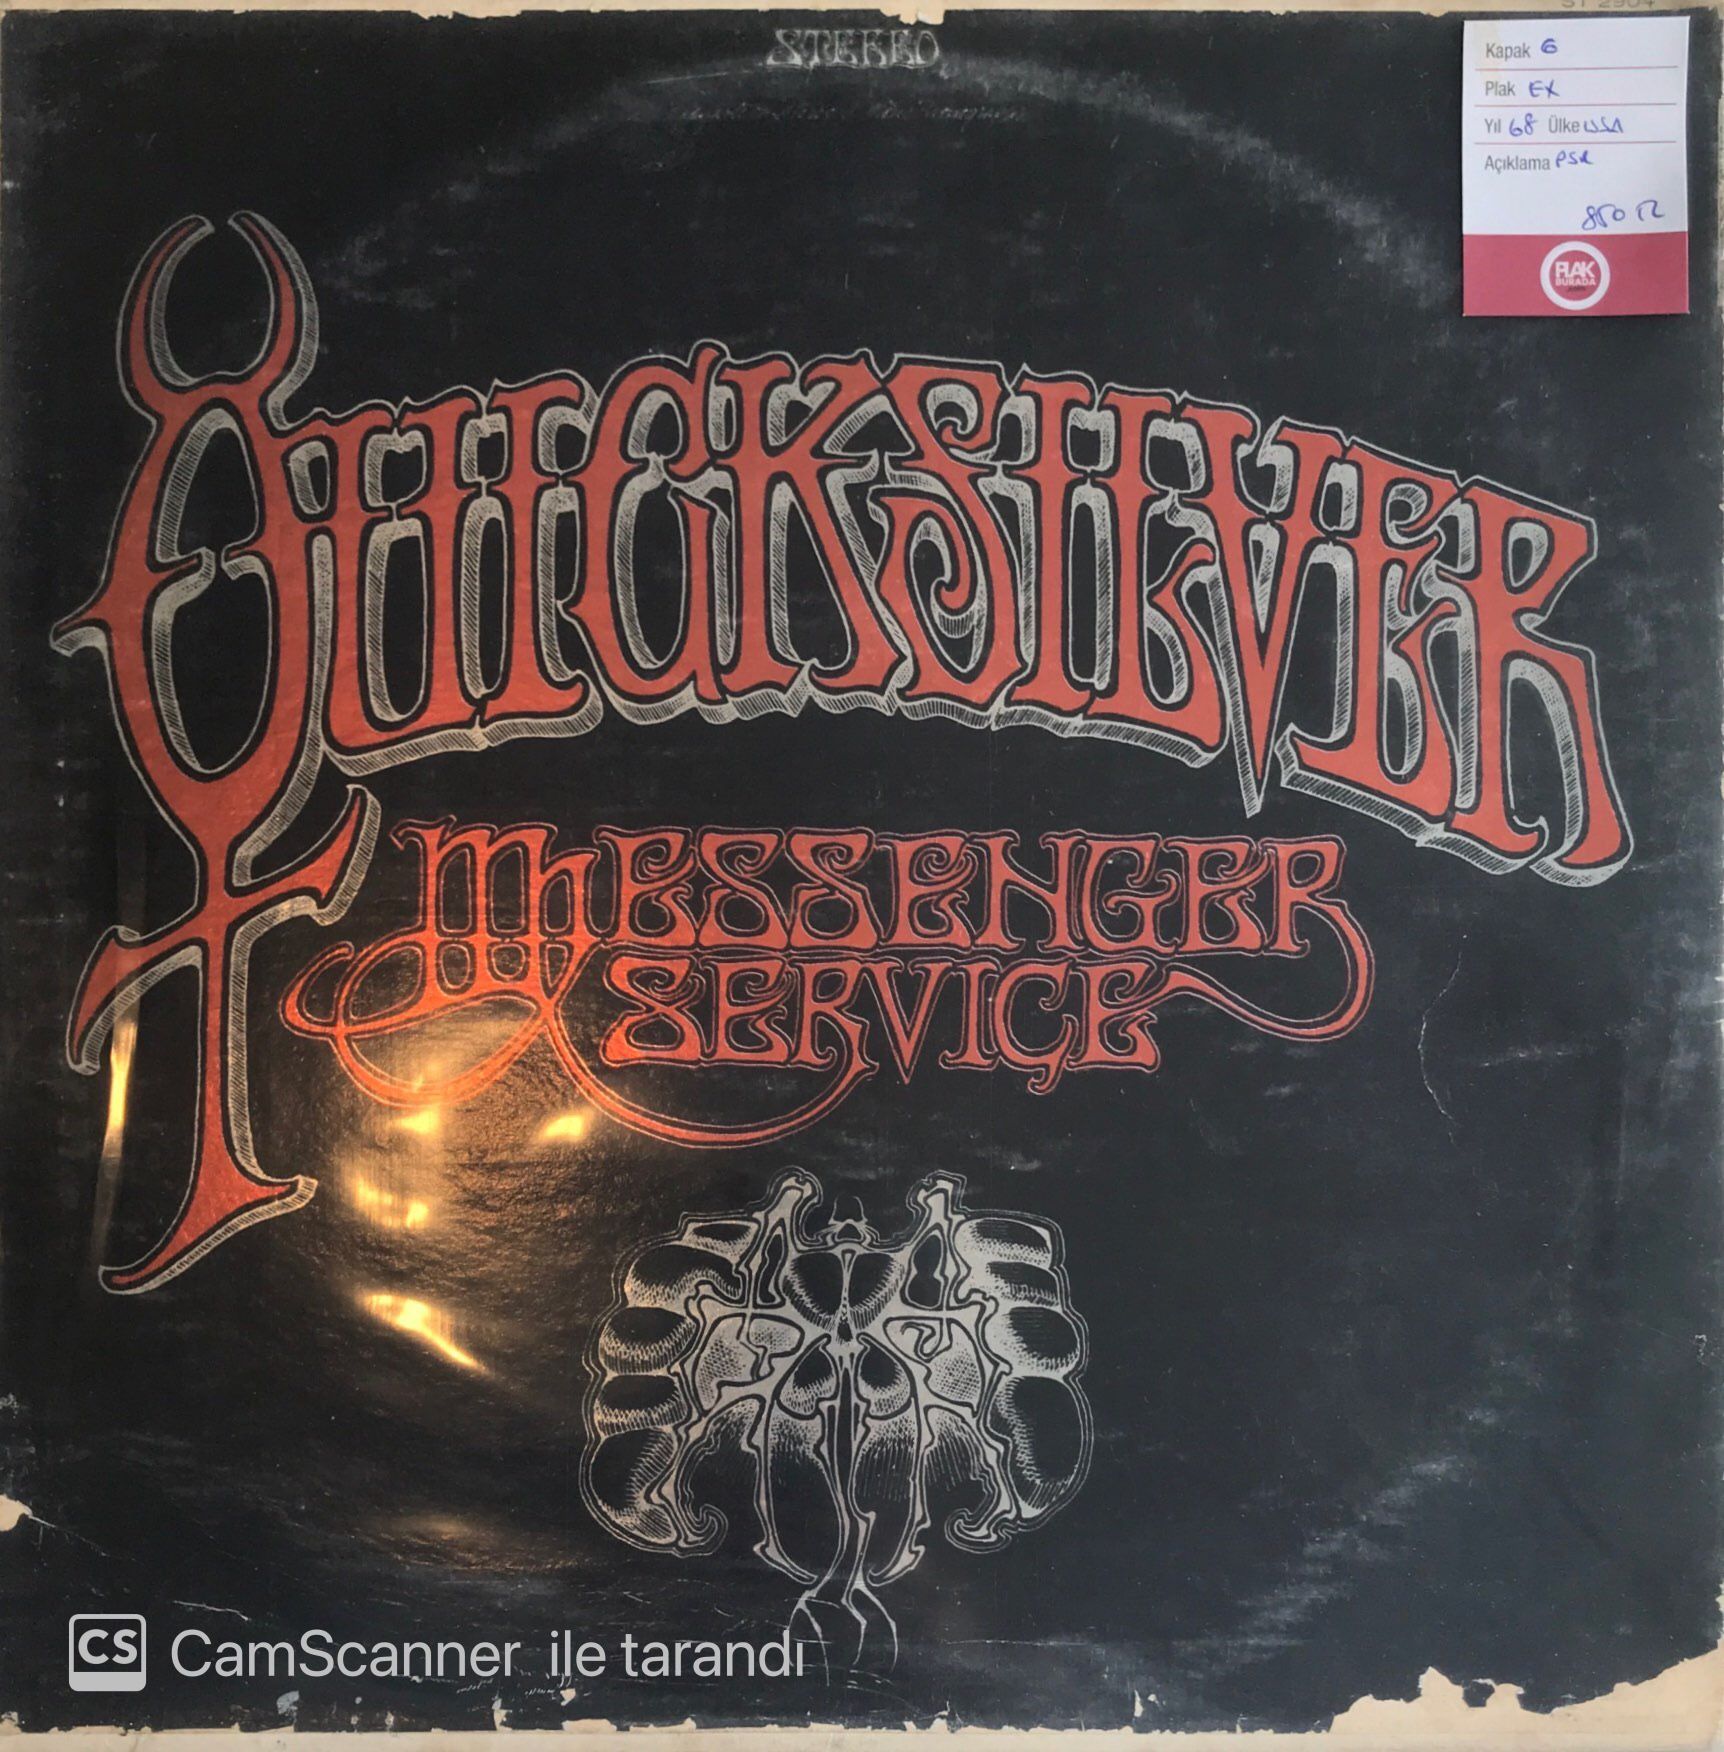 STEREO
ST 2904
Kapak G
Plak EX
Yıl 68 Ülke USA
Açıklama
850 TL
PLAK
BURADA
QUICKSILVER
MESSENGER
SERVICE
CS CamScanner ile tarandı